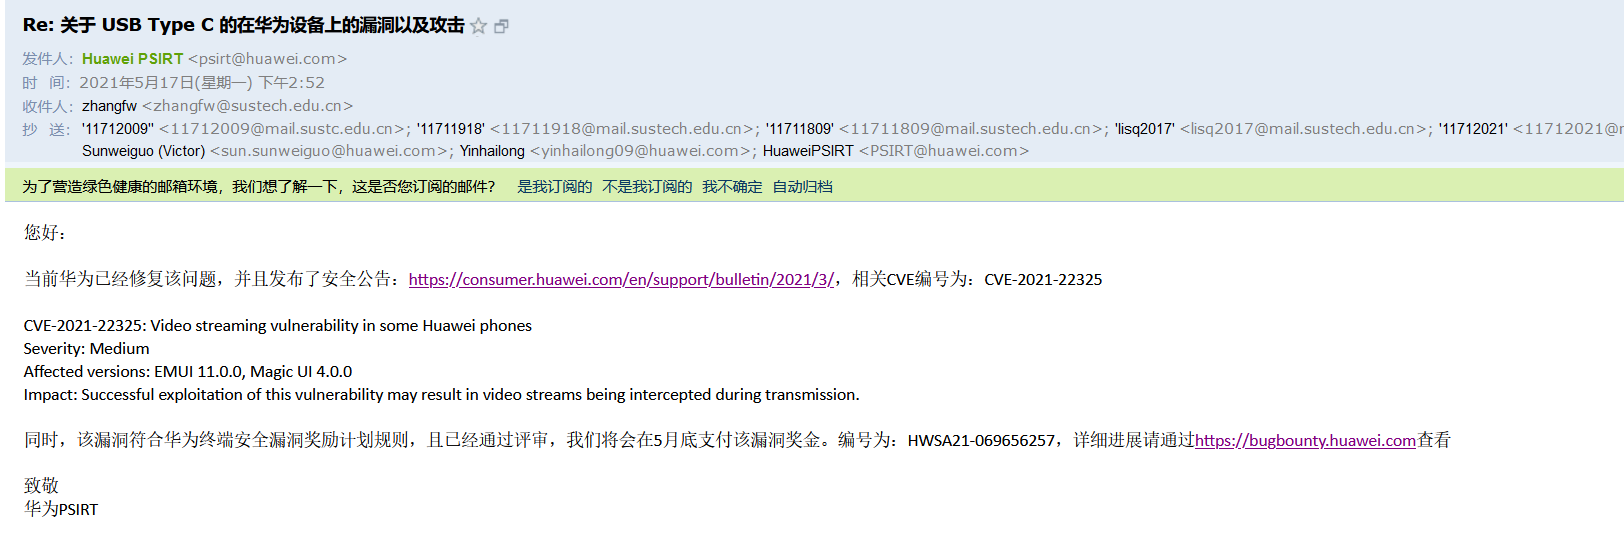 Re: 关于 USB Type C 的在华为设备上的漏洞以及攻击
发件人： Huawei PSIRT <psirt@huawei.com>
时 间： 2021年5月17日(星期一) 下午2:52
收件人： zhangfw <zhangfw@sustech.edu.cn>
抄 送： '11712009'' <11712009@mail.sustc.edu.cn>; '11711918' <11711918@mail.sustech.edu.cn>; '11711809' <11711809@mail.sustech.edu.cn>; 'lisq2017' <lisq2017@mail.sustech.edu.cn>; '11712021' <11712021@
Sunweiguo (Victor) <sun.sunweiguo@huawei.com>; Yinhailong <yinhailong09@huawei.com>; HuaweiPSIRT <PSIRT@huawei.com>
为了营造绿色健康的邮箱环境，我们想了解一下，这是否您订阅的邮件？ 是我订阅的 不是我订阅的 我不确定 自动归档
您好：
当前华为已经修复该问题，并且发布了安全公告：https://consumer.huawei.com/en/support/bulletin/2021/3/，相关CVE编号为：CVE-2021-22325
CVE-2021-22325: Video streaming vulnerability in some Huawei phones
Severity: Medium
Affected versions: EMUI 11.0.0, Magic UI 4.0.0
Impact: Successful exploitation of this vulnerability may result in video streams being intercepted during transmission.
同时，该漏洞符合华为终端安全漏洞奖励计划规则，且已经通过评审，我们将会在5月底支付该漏洞奖金。编号为：HWSA21-069656257，详细进展请通过https://bugbounty.huawei.com查看
致敬
华为PSIRT